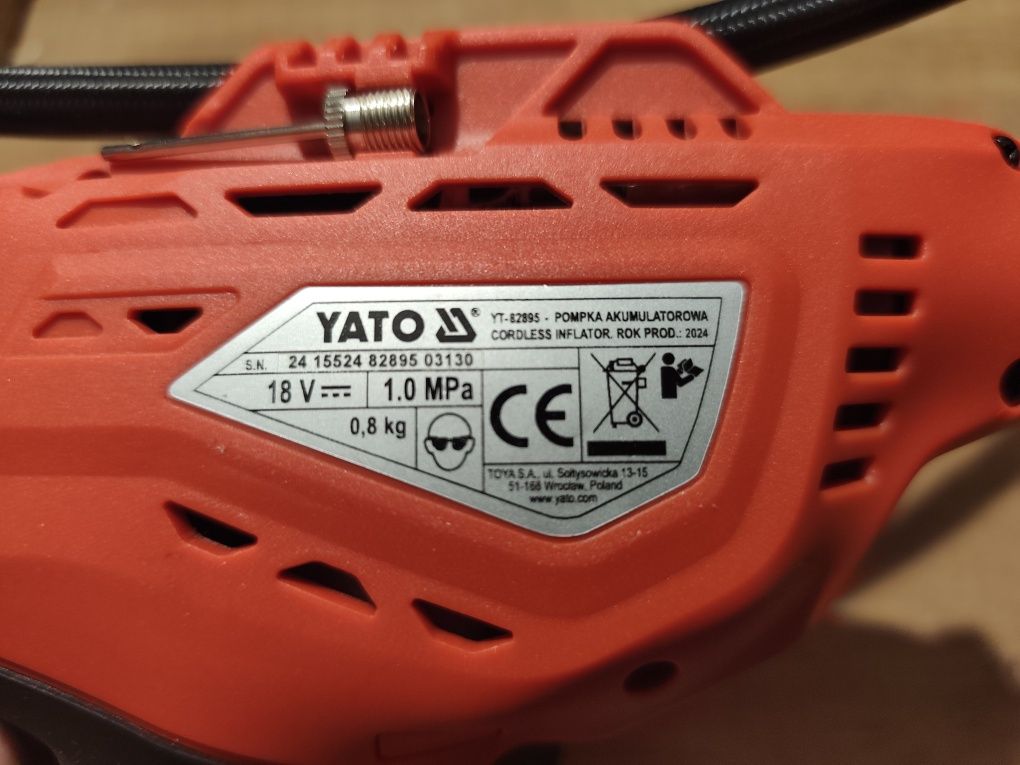 YATO ® YT-82895 - POMPKA AKUMULATOROWA
CORDLESS INFLATOR. ROK PROD.: 2024
S.N. 24 15524 82895 03130
18 V 1.0 MPa
0,8 kg
CE
TOYA S.A., ul. Sołtysowicka 13-15
51-168 Wrocław, Poland
www.yato.com